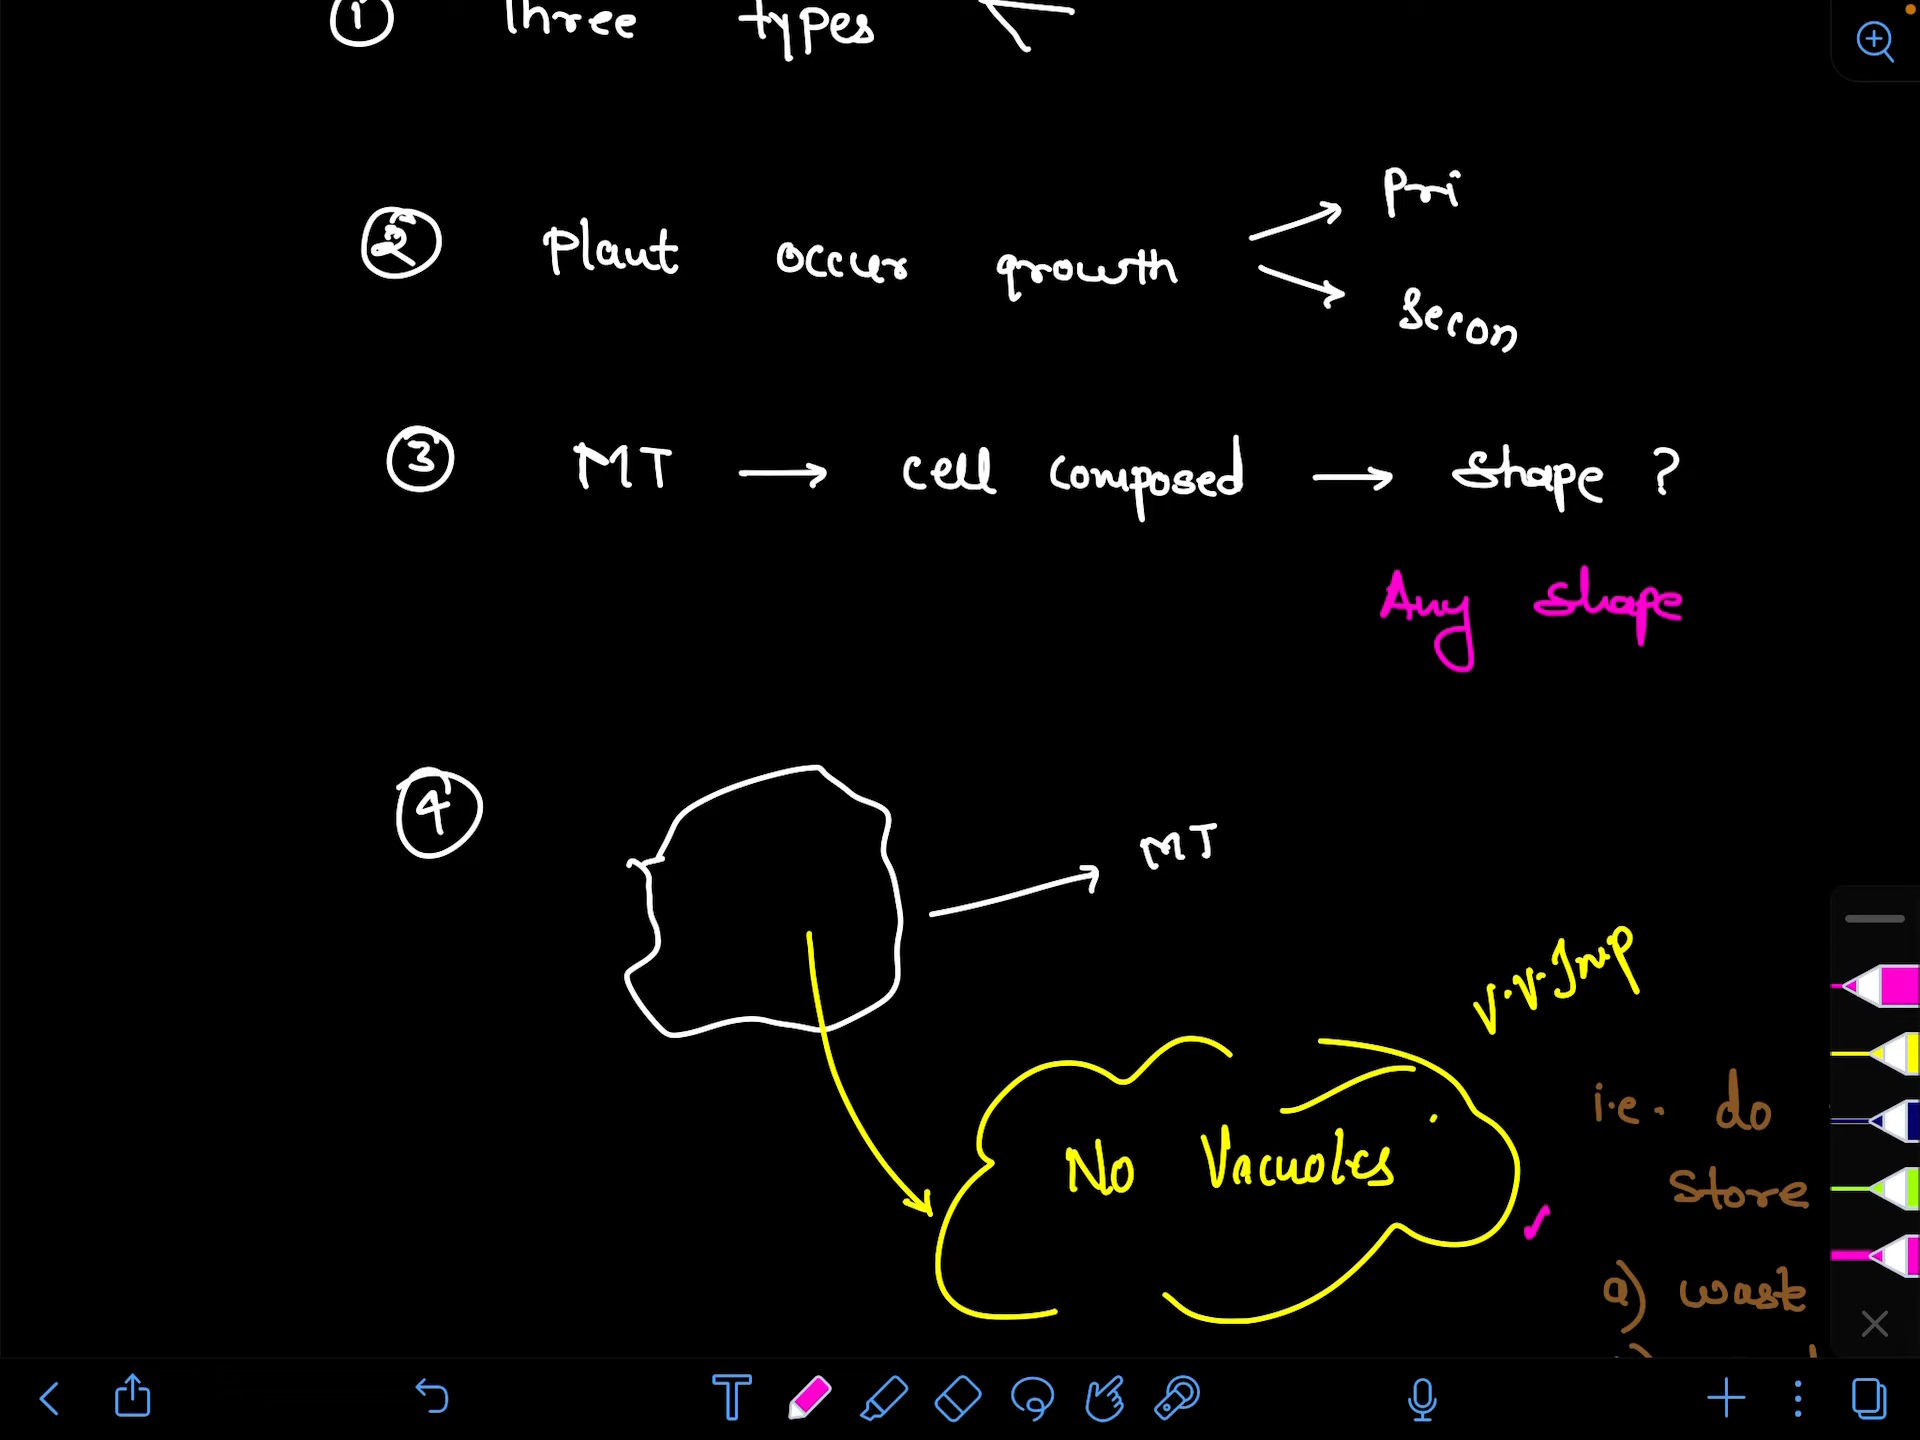 ① Three types
② Plant occur growth
Pri
Secon
③ MT → cell composed → shape ?
Any shape
④
MT
V.V.Imp
i.e. do
No Vacuoles
store
a) waste